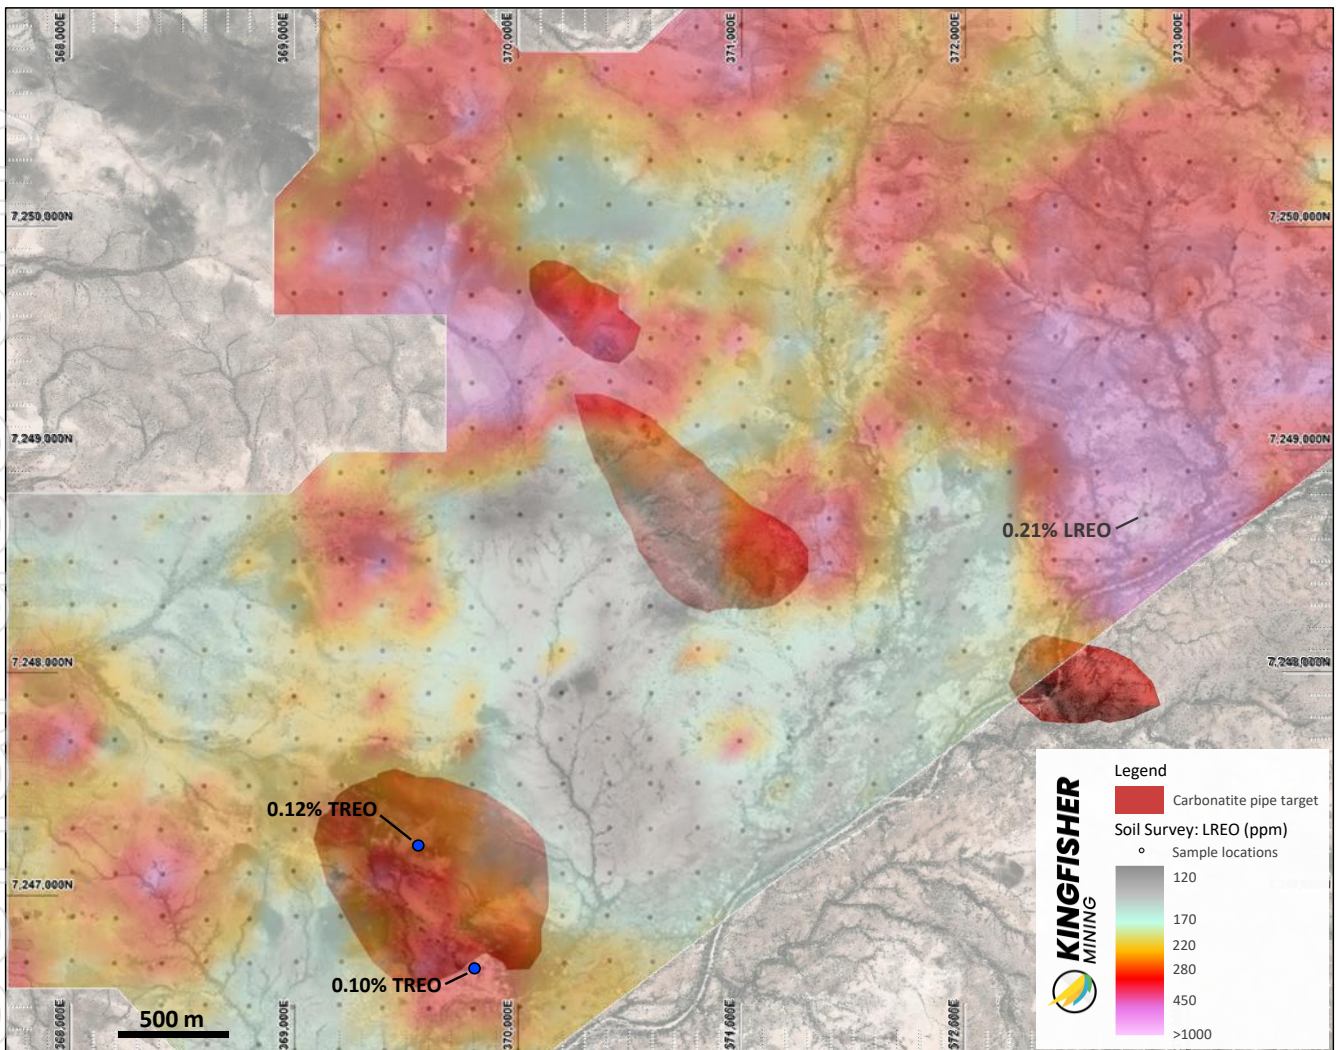 368,000E
369,000E
370,000E
371,000E
372,000E
373,000E
7,250,000N
7,250,000N
7,249,000N
7,249,000N
0.21% LREO
7,248,000N
7,248,000N
0.12% TREO
7,247,000N
0.10% TREO
500 m
368,000E
369,000E
370,000E
371,000E
372,000E
KINGFISHER
MINING
Legend
Carbonatite pipe target
Soil Survey: LREO (ppm)
Sample locations
120
170
220
280
450
>1000